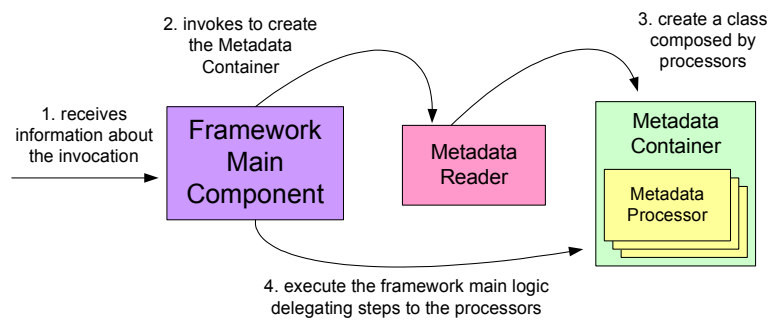 2. invokes to create
the Metadata
Container
3. create a class
composed by
processors
1. receives
information about
the invocation
Framework
Main
Component
Metadata
Reader
Metadata
Container
Metadata
Processor
4. execute the framework main logic
delegating steps to the processors